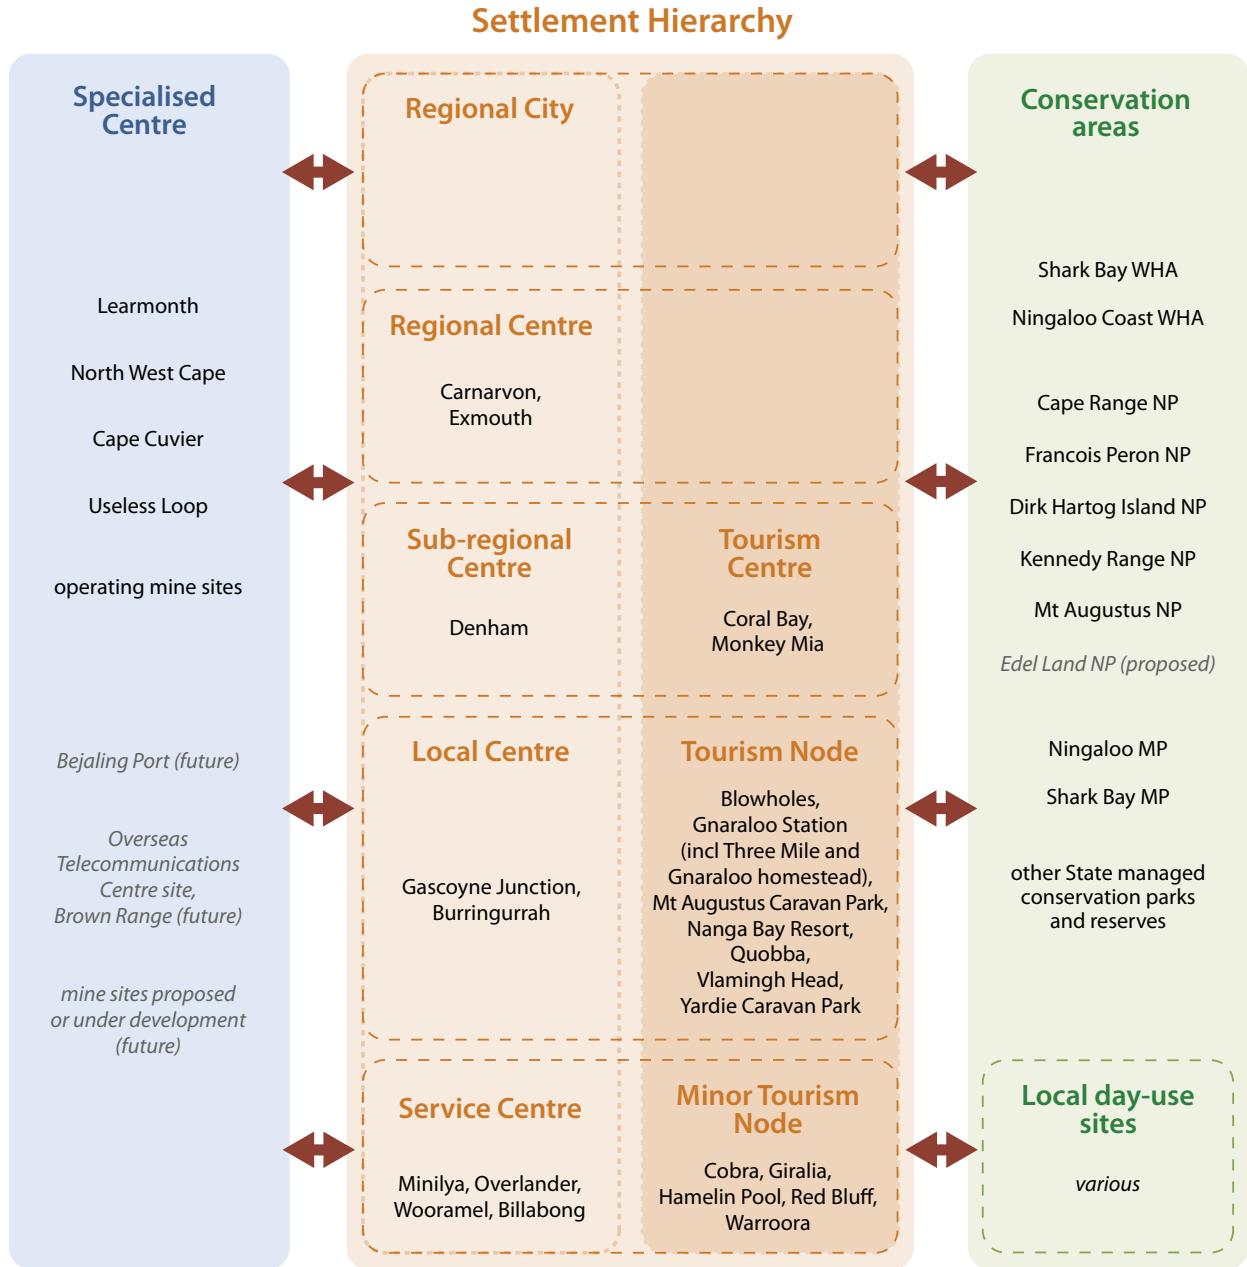 Settlement Hierarchy
Specialised
Centre
Learmonth
North West Cape
Cape Cuvier
Useless Loop
operating mine sites
Bejaling Port (future)
Overseas
Telecommunications
Centre site,
Brown Range (future)
mine sites proposed
or under development
(future)
Regional City
Regional Centre
Carnarvon,
Exmouth
Sub-regional
Centre
Denham
Tourism
Centre
Coral Bay,
Monkey Mia
Local Centre
Gascoyne Junction,
Burringurrah
Tourism Node
Blowholes,
Gnaraloo Station
(incl Three Mile and
Gnaraloo homestead),
Mt Augustus Caravan Park,
Nanga Bay Resort,
Quobba,
Vlamingh Head,
Yardie Caravan Park
Service Centre
Minilya, Overlander,
Wooramel, Billabong
Minor Tourism
Node
Cobra, Giralia,
Hamelin Pool, Red Bluff,
Warroora
Conservation
areas
Shark Bay WHA
Ningaloo Coast WHA
Cape Range NP
Francois Peron NP
Dirk Hartog Island NP
Kennedy Range NP
Mt Augustus NP
Edel Land NP (proposed)
Ningaloo MP
Shark Bay MP
other State managed
conservation parks
and reserves
Local day-use
sites
various